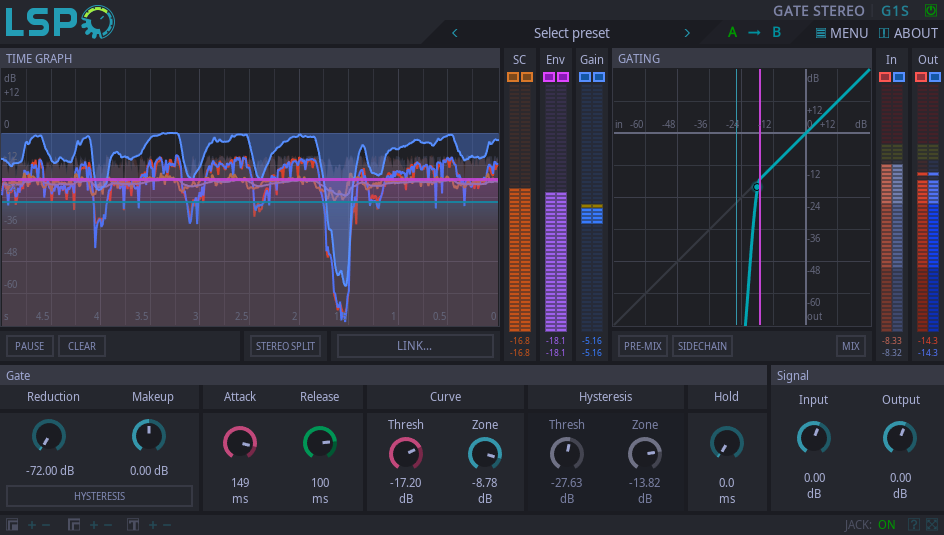 LSP
GATE STEREO G1S
Select preset
A → B
MENU
ABOUT
TIME GRAPH
dB
+12
0
-12
-36
-48
-60
s 4.5 4 3.5 3 2.5 2 1.5 1 0.5 0
PAUSE
CLEAR
STEREO SPLIT
LINK...
SC Env Gain
-16.8 -18.1 -5.16
-16.8 -18.1 -5.16
GATING
dB
+12
in -60 -48 -36 -24 -12 0 +12 dB
-12
-24
-36
-48
-60
out
PRE-MIX
SIDECHAIN
MIX
In Out
-8.33 -14.3
-8.32 -14.3
Gate
Reduction
Makeup
-72.00 dB
0.00 dB
HYSTERESIS
Attack
Release
149
ms
100
ms
Curve
Thresh
Zone
-17.20
dB
-8.78
dB
Hysteresis
Thresh
Zone
-27.63
dB
-13.82
dB
Hold
0.0
ms
Signal
Input
Output
0.00
dB
0.00
dB
JACK: ON
?